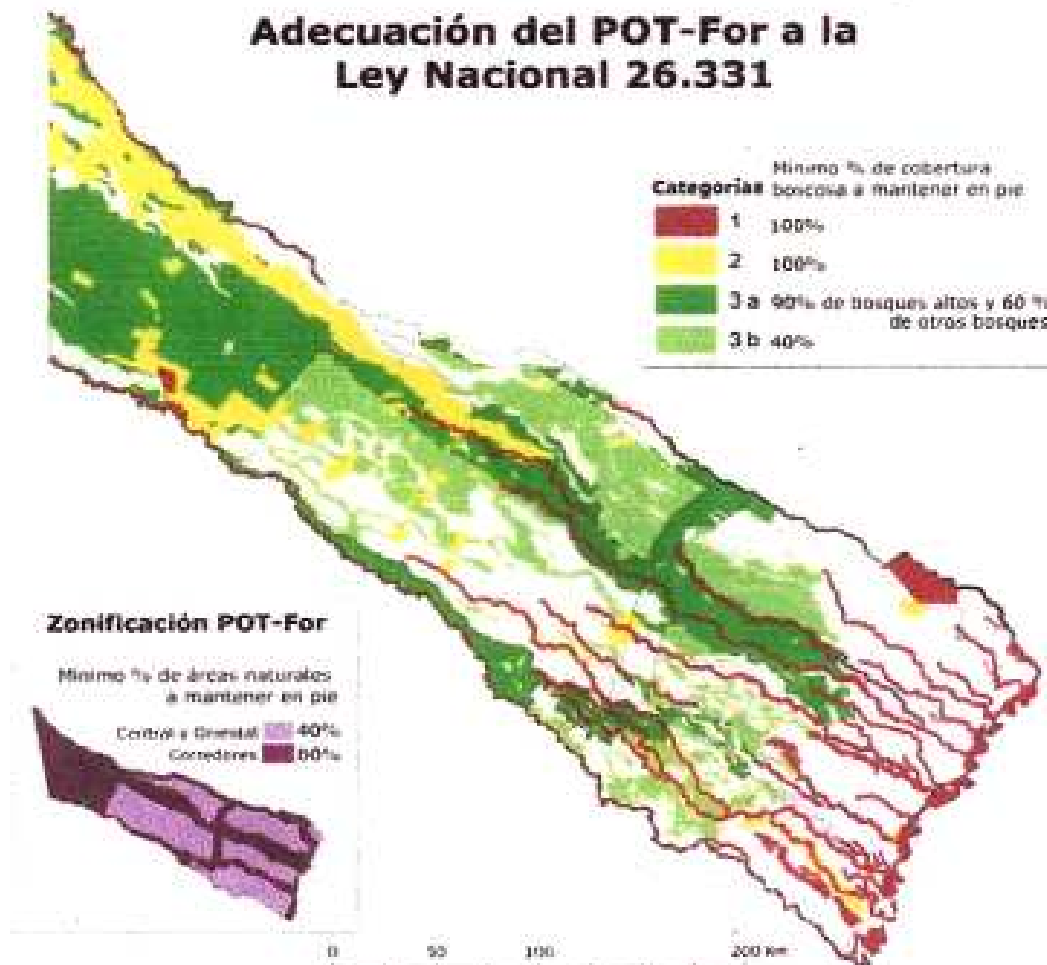 Adecuación del POT-For a la
Ley Nacional 26.331
Categorías
Mínimo % de cobertura
boscosa a mantener en pie
1 100%
2 100%
3 a 90% de bosques altos y 60 %
de otros bosques
3 b 40%
Zonificación POT-For
Mínimo % de áreas naturales
a mantener en pie
Central y Oriental 40%
Corredores 80%
0 50 100 200 km